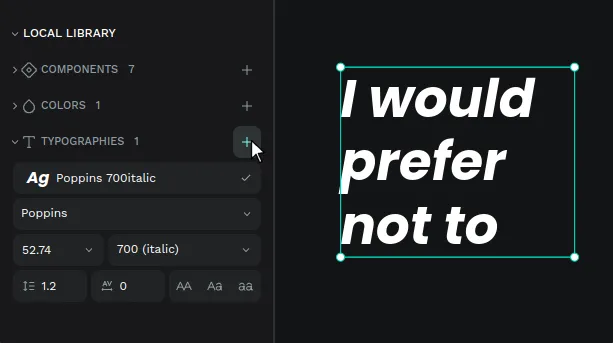 LOCAL LIBRARY
COMPONENTS 7
COLORS 1
TYPOGRAPHIES 1
Ag Poppins 700italic
Poppins
52.74 700 (italic)
1.2 AV 0 AA Aa aa
I would
prefer
not to